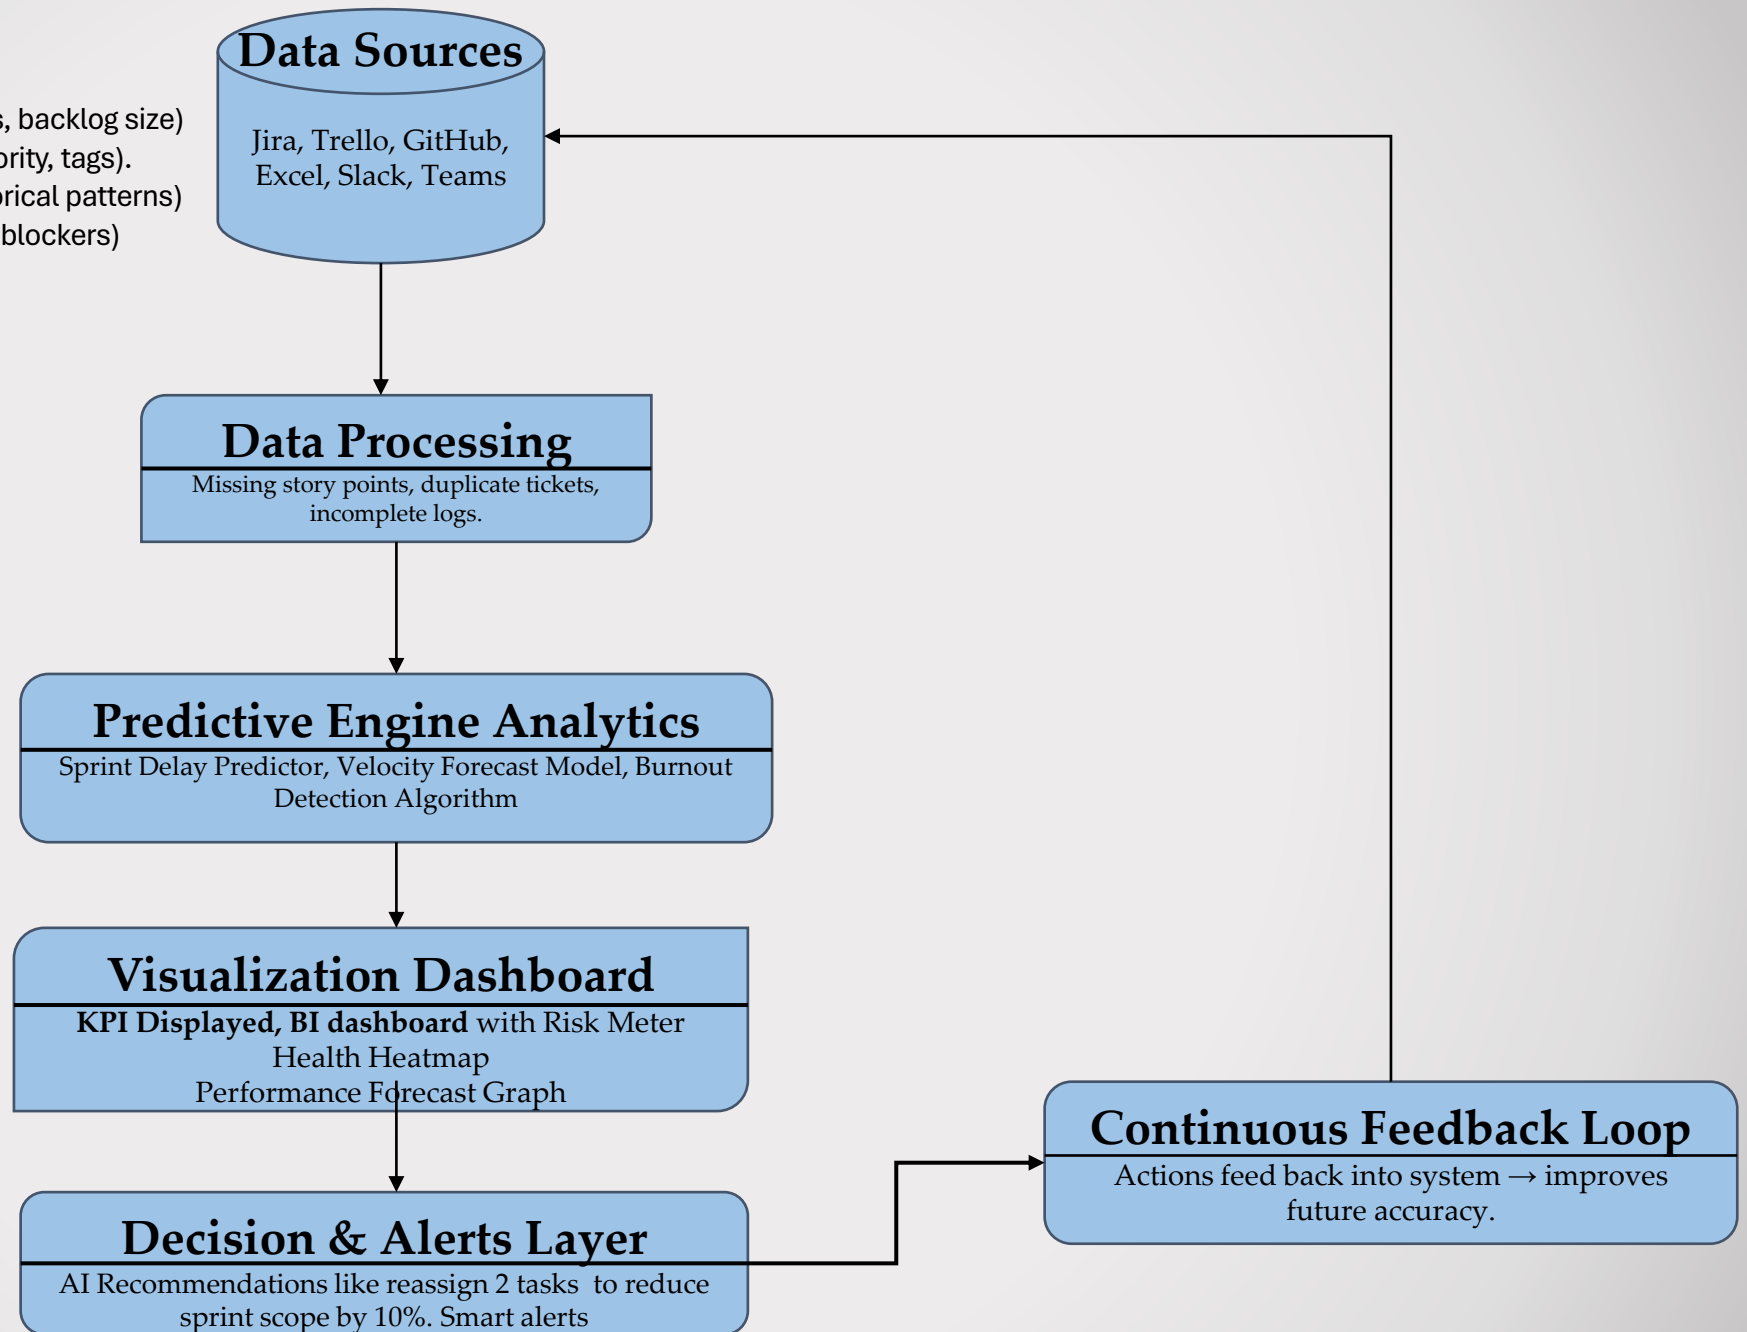 Data Sources
s, backlog size)
ority, tags).
orical patterns)
blockers)
Jira, Trello, GitHub,
Excel, Slack, Teams
Data Processing
Missing story points, duplicate tickets,
incomplete logs.
Predictive Engine Analytics
Sprint Delay Predictor, Velocity Forecast Model, Burnout
Detection Algorithm
Visualization Dashboard
KPI Displayed, BI dashboard with Risk Meter
Health Heatmap
Performance Forecast Graph
Continuous Feedback Loop
Actions feed back into system → improves
future accuracy.
Decision & Alerts Layer
AI Recommendations like reassign 2 tasks to reduce
sprint scope by 10%. Smart alerts